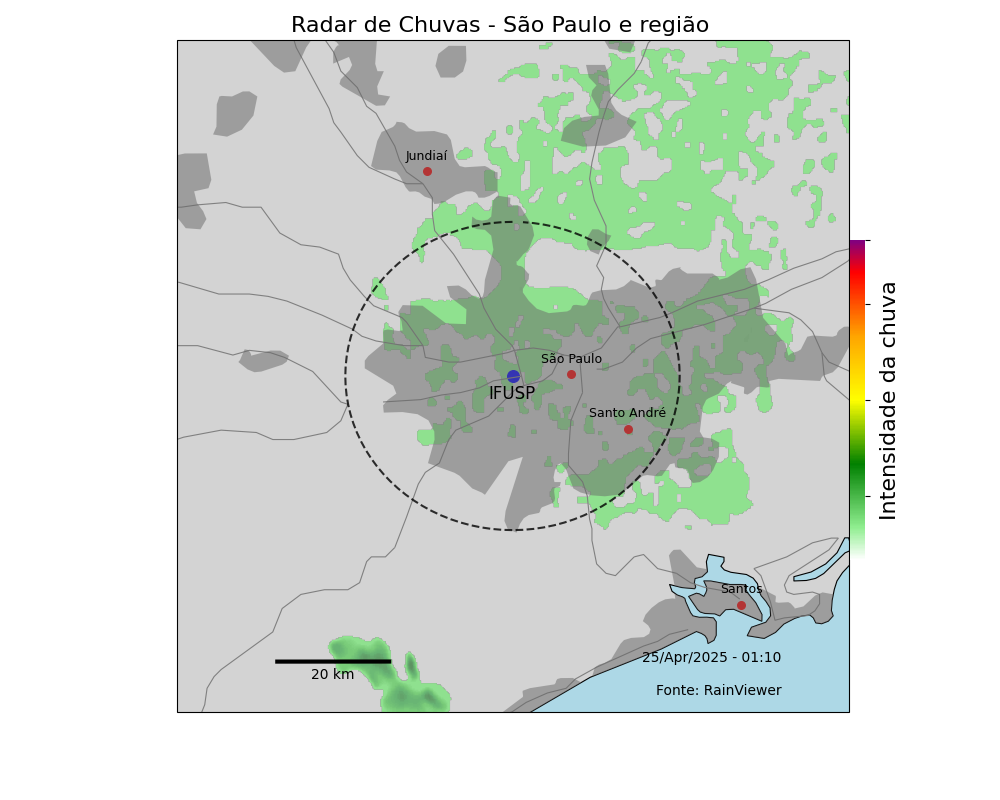 Radar de Chuvas - São Paulo e região
Jundiaí
São Paulo
IFUSP
Santo André
Intensidade da chuva
Santos
25/Apr/2025 - 01:10
20 km
Fonte: RainViewer